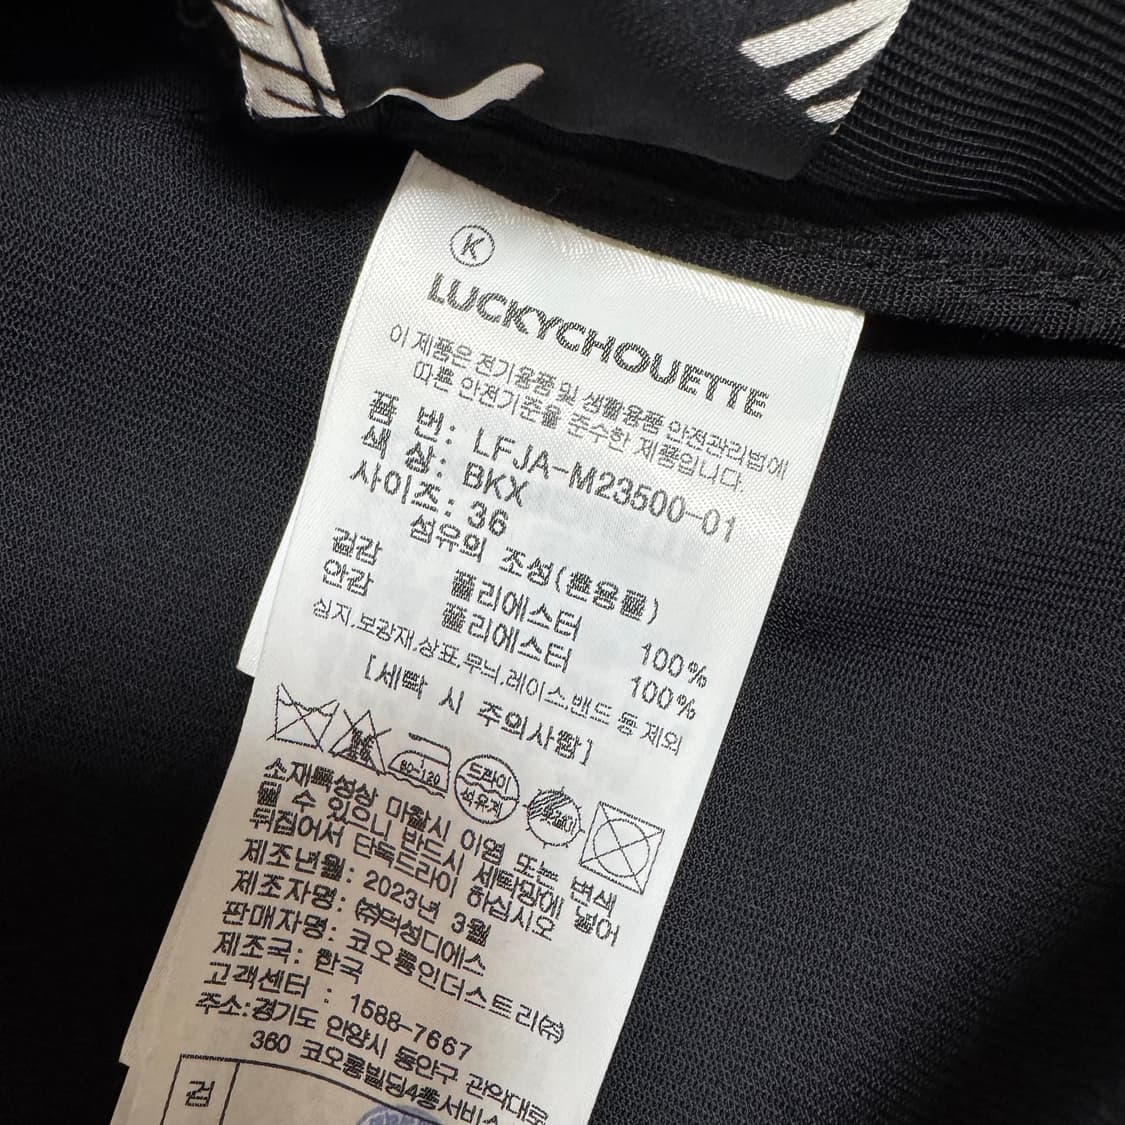 K
LUCKYCHOUETTE
이 제품은 전기용품 및 생활용품 안전관리법에
따른 안전기준을 준수한 제품입니다.
품 번: LFJA-M23500-01
색 상: BKX
사이즈: 36
섬유의 조성(혼용률)
겉감 폴리에스터 100%
안감 폴리에스터 100%
심지,보강재,상표,무늬,레이스,밴드 등 제외
[세탁 시 주의사항]
80-120
드라이
석유계
옷걸이
소재특성상 마찰시 이염 또는 변색
될 수 있으니 반드시 세탁망에 넣어
뒤집어서 단독드라이 하십시오
제조년월: 2023년 3월
제조자명: ㈜덕성디에스
판매자명: 코오롱인더스트리㈜
제조국: 한국
고객센터 : 1588-7667
주소:경기도 안양시 동안구 관악대로
360 코오롱빌딩4층서비스
검